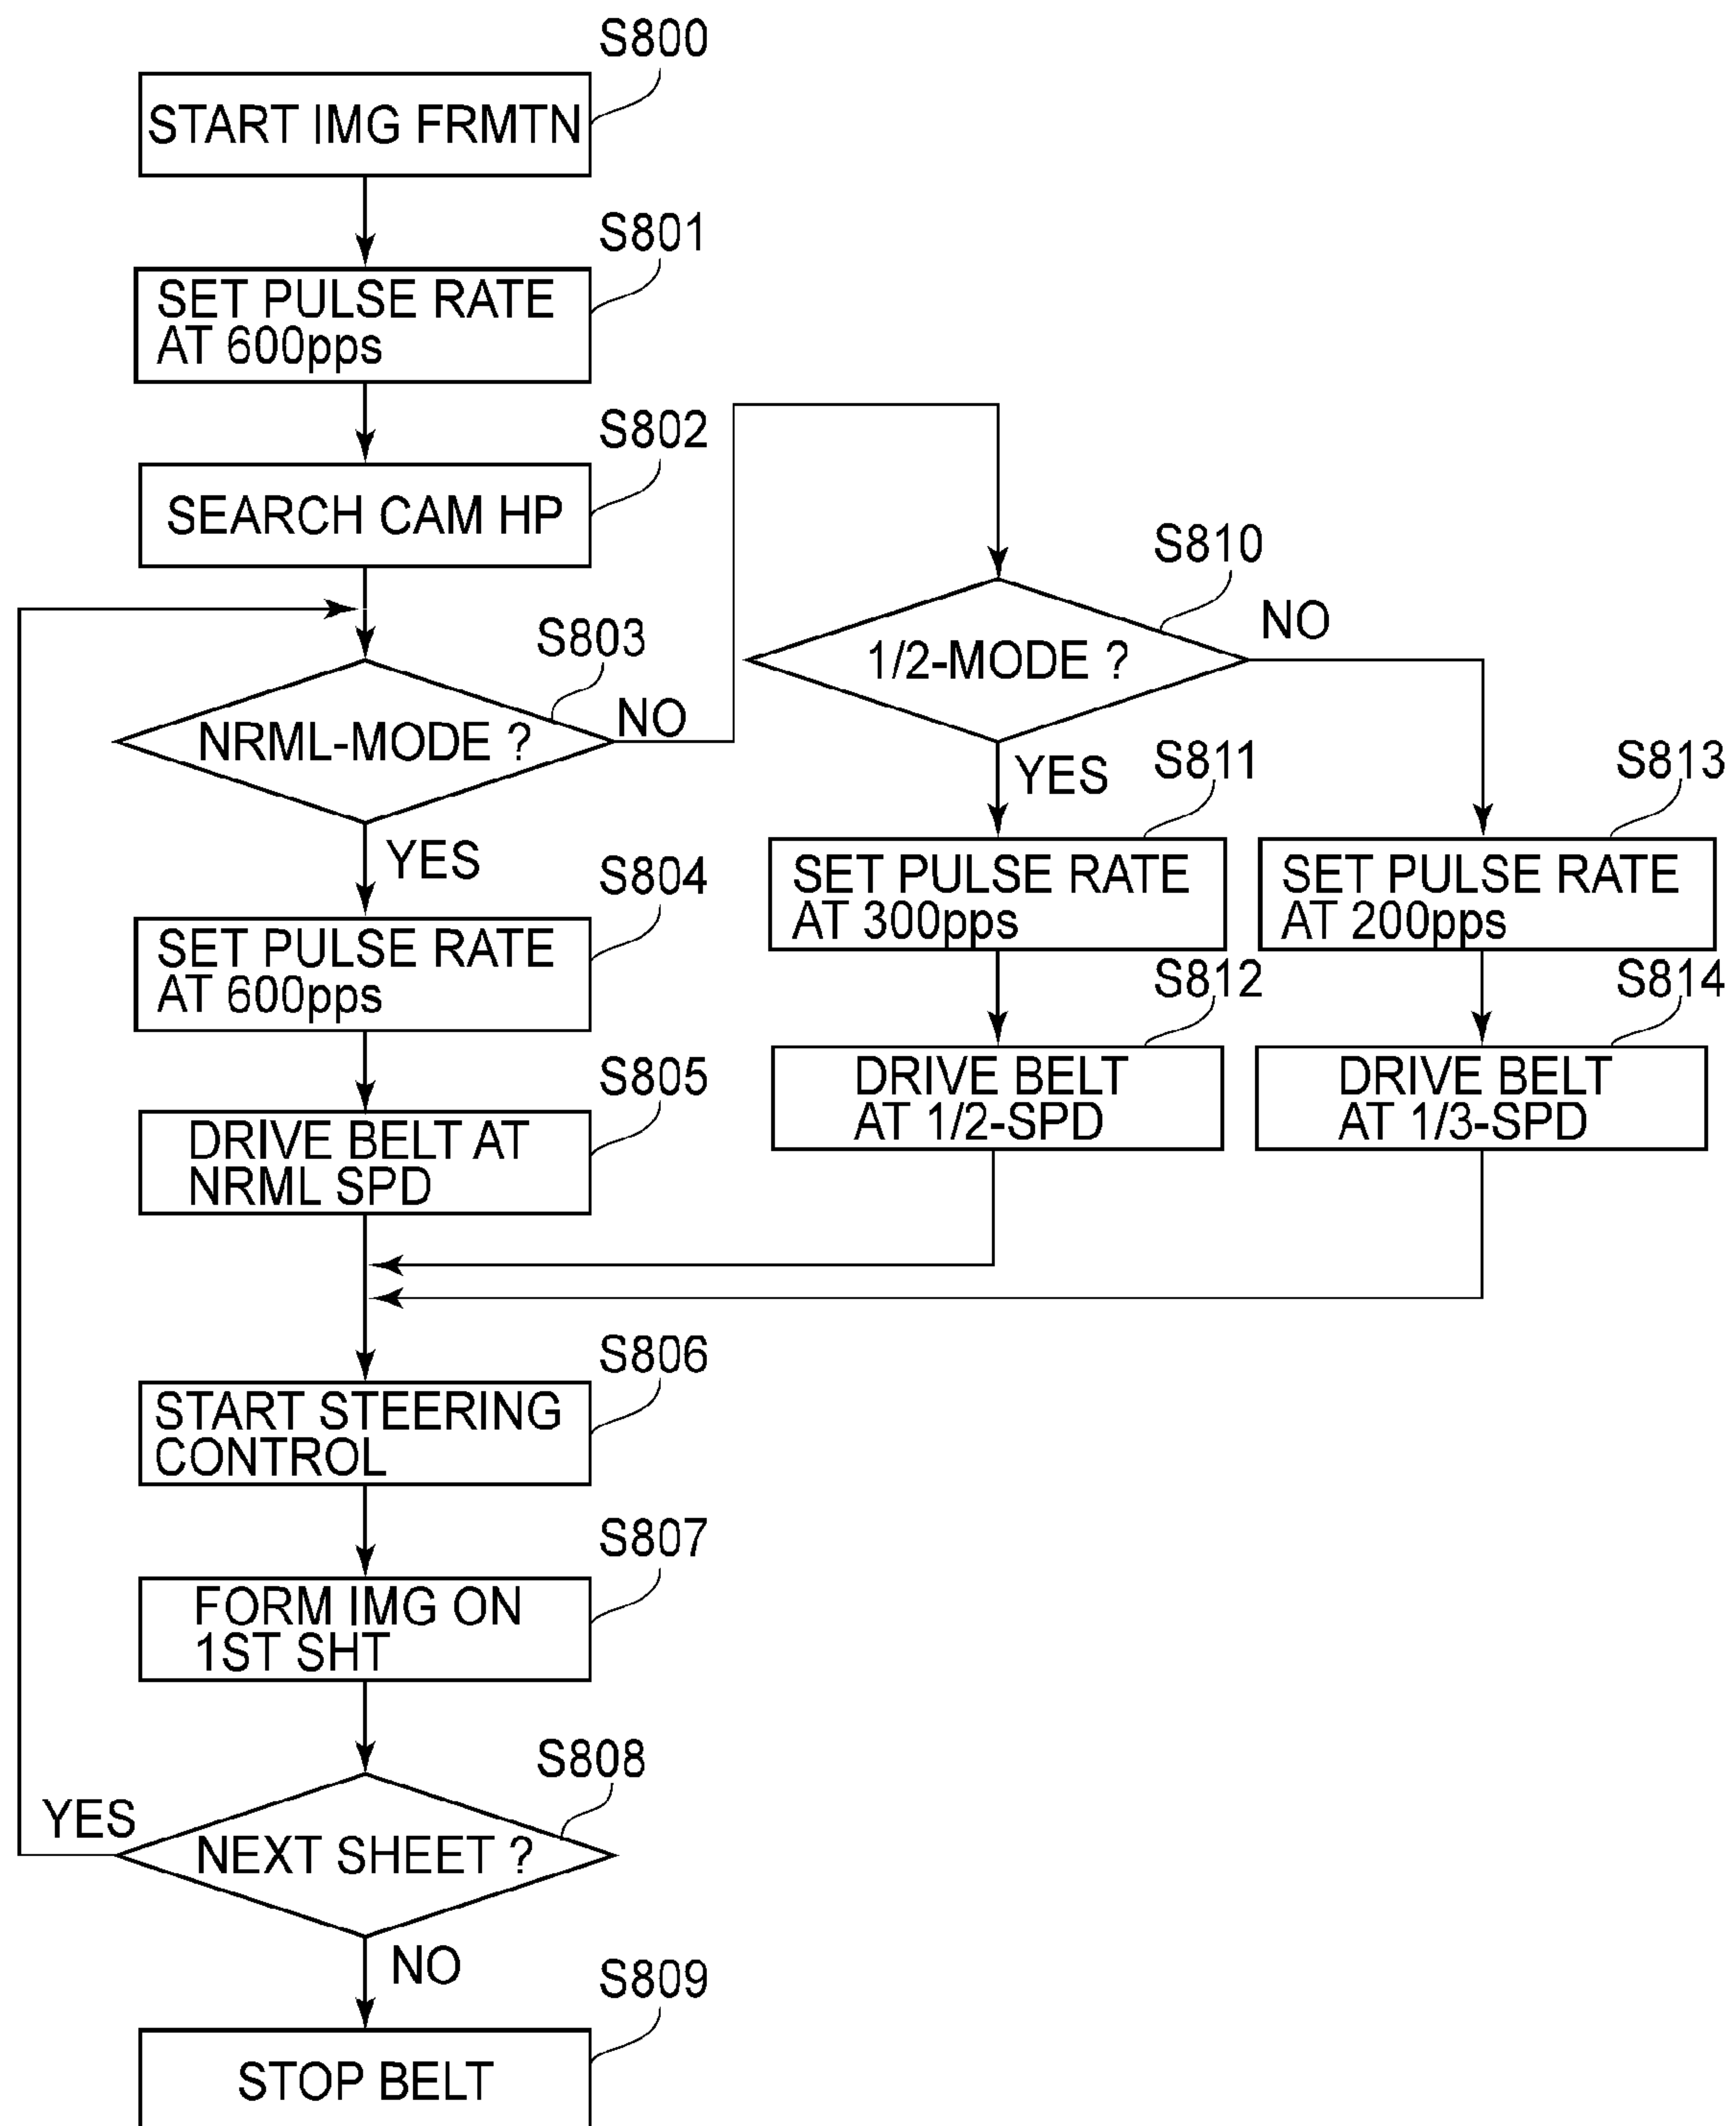 S800
START IMG FRMTN
S801
SET PULSE RATE
AT 600pps
S802
SEARCH CAM HP
S803
NRML-MODE ?
NO
YES
S804
SET PULSE RATE
AT 600pps
S805
DRIVE BELT AT
NRML SPD
S810
1/2-MODE ?
NO
YES
S811
SET PULSE RATE
AT 300pps
S812
DRIVE BELT
AT 1/2-SPD
S813
SET PULSE RATE
AT 200pps
S814
DRIVE BELT
AT 1/3-SPD
S806
START STEERING
CONTROL
S807
FORM IMG ON
1ST SHT
S808
NEXT SHEET ?
YES
NO
S809
STOP BELT